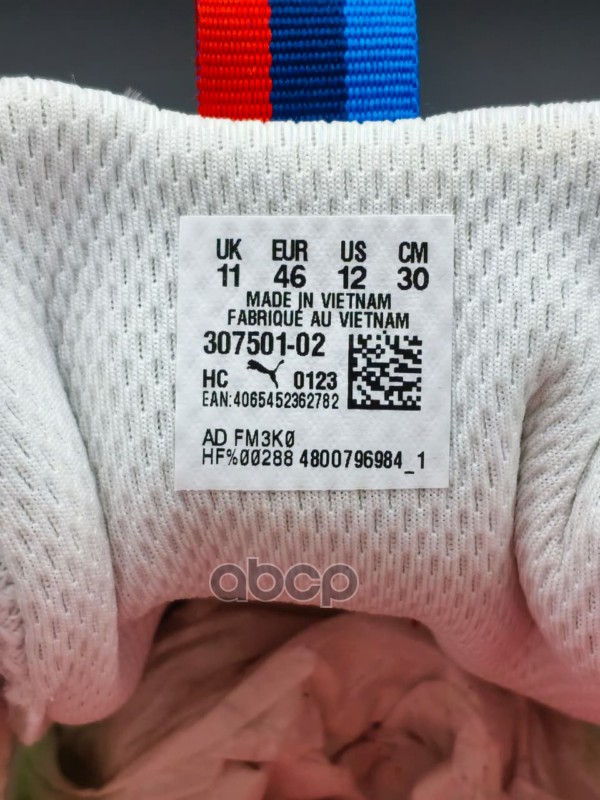 UK EUR US CM
11 46 12 30
MADE IN VIETNAM
FABRIQUÉ AU VIETNAM
307501-02
HC 0123
EAN:4065452362782
AD FM3K0
HF%00288 4800796984_1
abcp